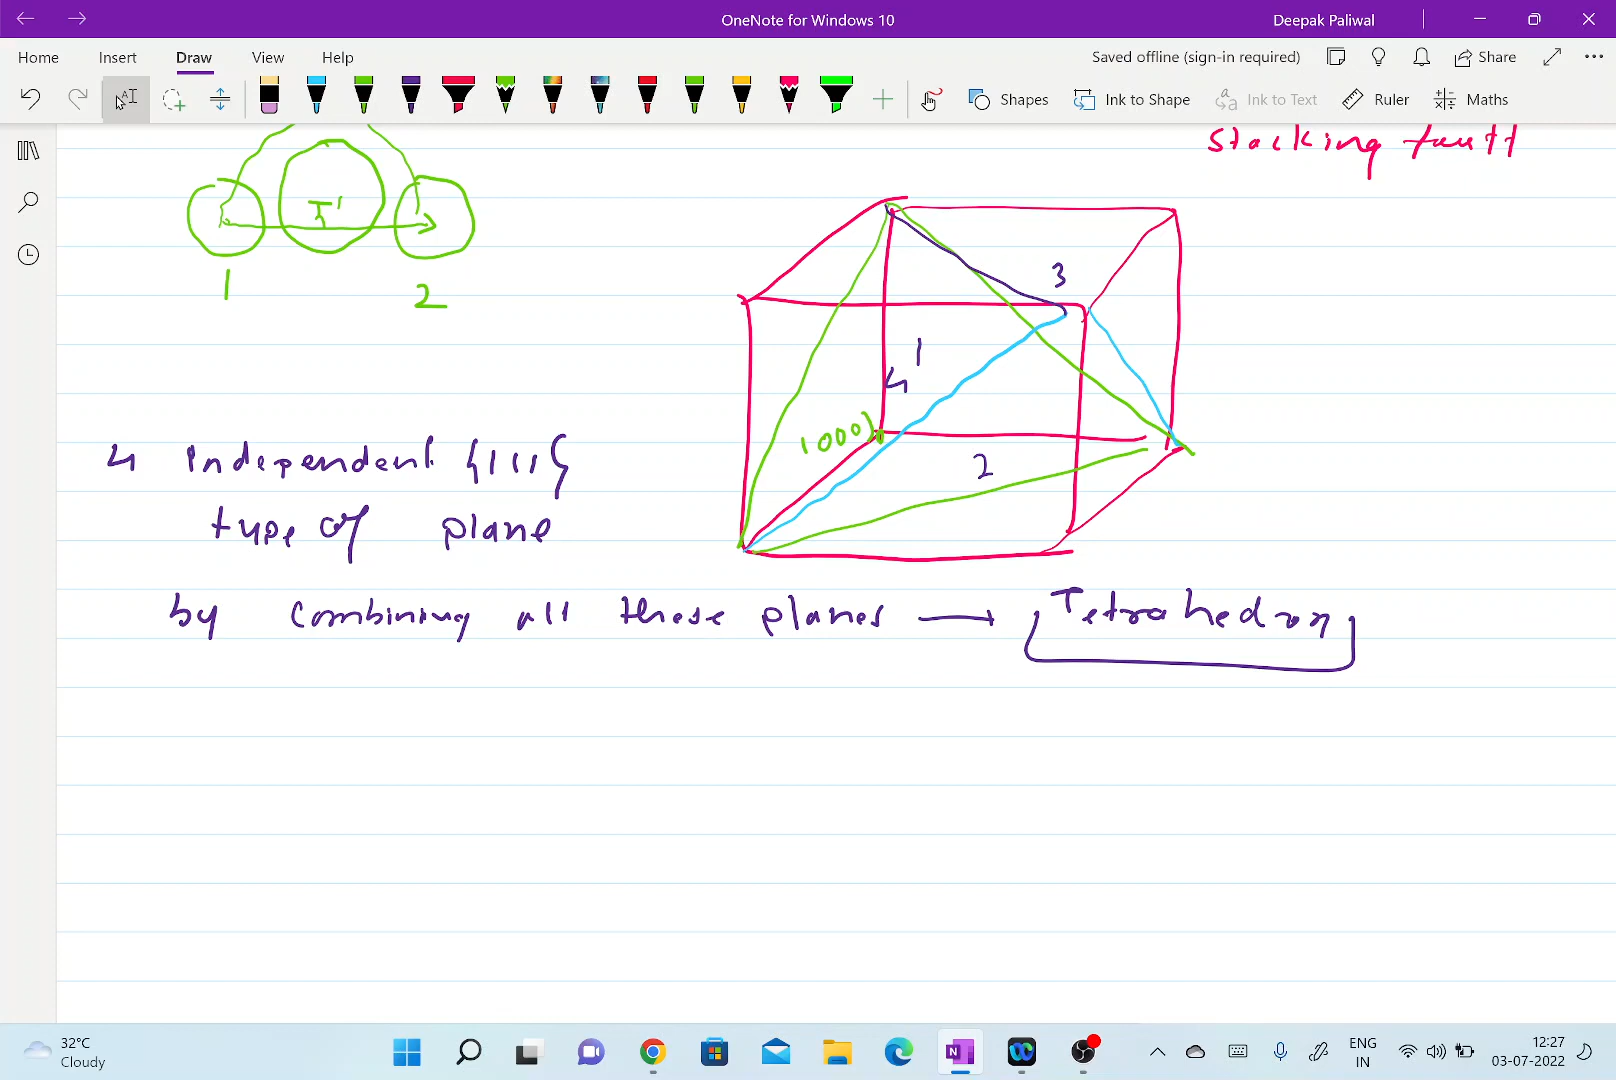 OneNote for Windows 10
Deepak Paliwal
Home Insert Draw View Help
Saved offline (sign-in required) Share
Shapes Ink to Shape Ink to Text Ruler Maths
Stacking fault
I'
1 2
3
1
4
(000)
2
4 independent {111}
type of plane
by combining all these planes → Tetrahedron
32°C
Cloudy
ENG
IN
12:27
03-07-2022